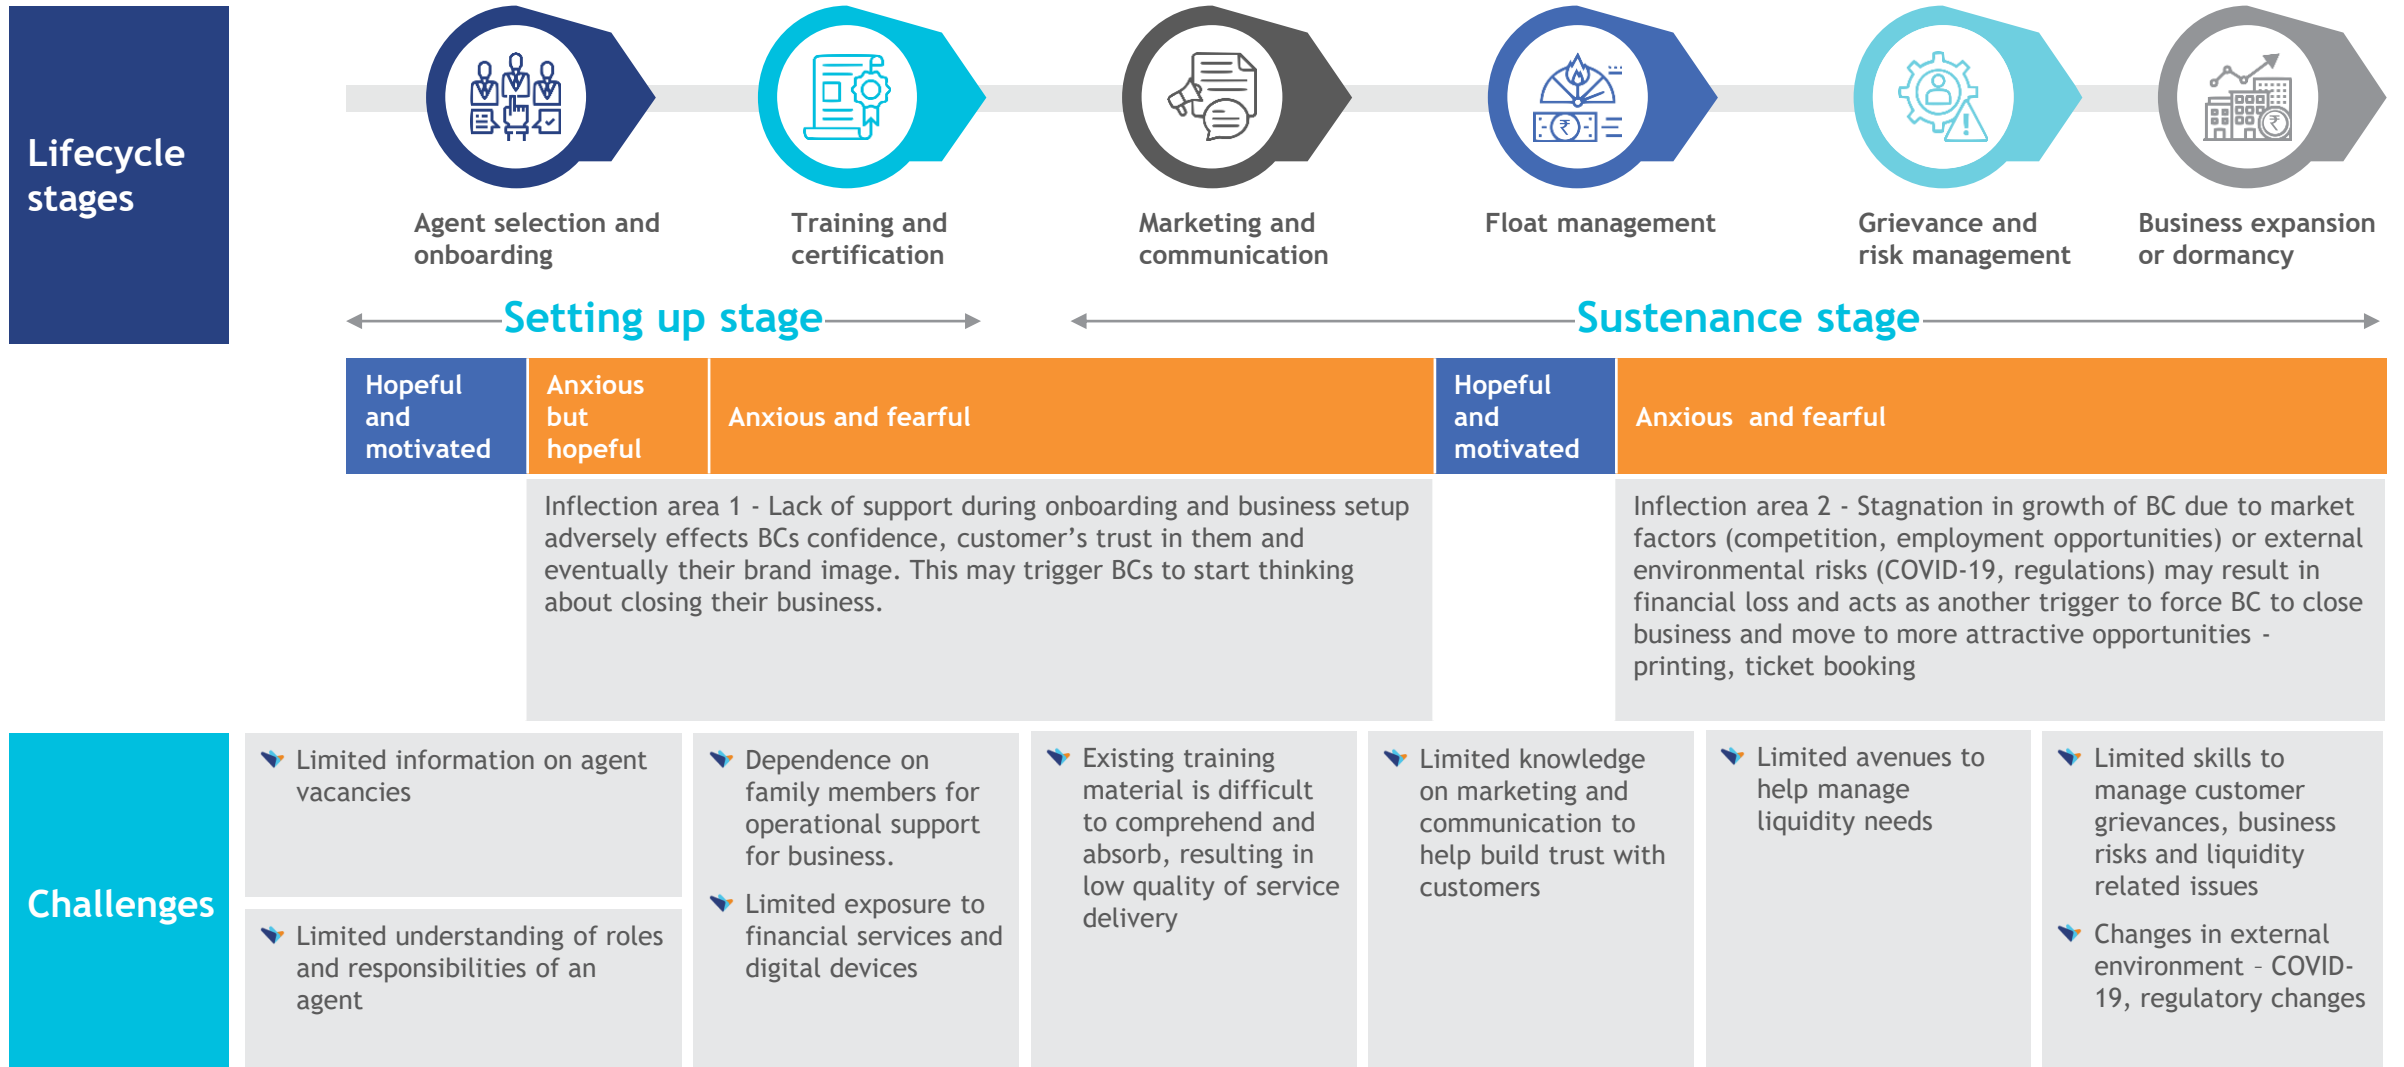 Lifecycle
stages
Agent selection and
onboarding
Training and
certification
Marketing and
communication
Float management
Grievance and
risk management
Business expansion
or dormancy
Setting up stage
Sustenance stage
Hopeful
and
motivated
Anxious
but
hopeful
Anxious and fearful
Hopeful
and
motivated
Anxious  and fearful
Inflection area 1 - Lack of support during onboarding and business setup
adversely effects BCs confidence, customer’s trust in them and
eventually their brand image. This may trigger BCs to start thinking
about closing their business.
Inflection area 2 - Stagnation in growth of BC due to market
factors (competition, employment opportunities) or external
environmental risks (COVID-19, regulations) may result in
financial loss and acts as another trigger to force BC to close
business and move to more attractive opportunities -
printing, ticket booking
Challenges
Limited information on agent
vacancies
Limited understanding of roles
and responsibilities of an
agent
Dependence on
family members for
operational support
for business.
Limited exposure to
financial services and
digital devices
Existing training
material is difficult
to comprehend and
absorb, resulting in
low quality of service
delivery
Limited knowledge
on marketing and
communication to
help build trust with
customers
Limited avenues to
help manage
liquidity needs
Limited skills to
manage customer
grievances, business
risks and liquidity
related issues
Changes in external
environment – COVID-
19, regulatory changes